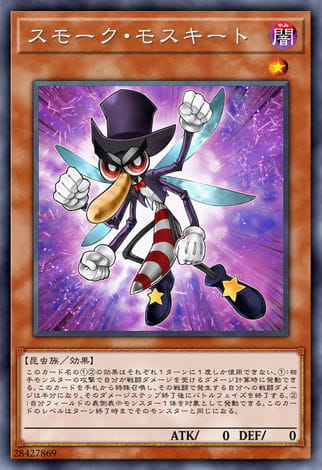 スモーク・モスキート
やみ
闇
【昆虫族／効果】
このカード名の①②の効果はそれぞれ１ターンに１度しか使用できない。①：相
手モンスターの攻撃で自分が戦闘ダメージを受けるダメージ計算時に発動でき
る。このカードを手札から特殊召喚し、その戦闘で発生する自分への戦闘ダメー
ジは半分になり、そのダメージステップ終了後にバトルフェイズを終了する。②
：自分フィールドの表側表示モンスター１体を対象として発動できる。このカード
のレベルはターン終了時までそのモンスターと同じになる。
ATK/ 0 DEF/ 0
28427869